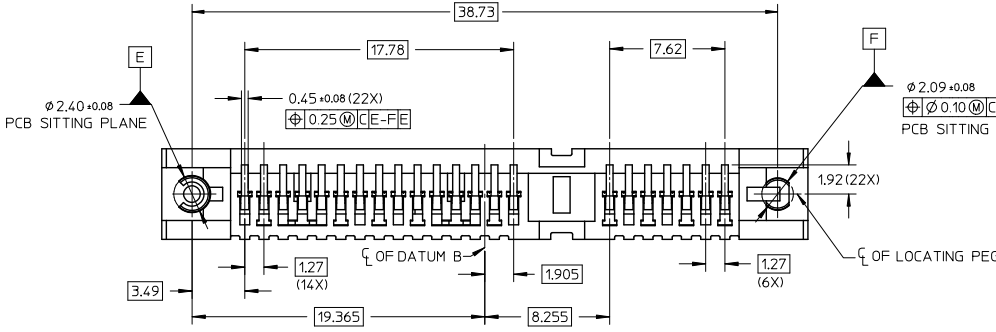 38.73
17.78
7.62
E
F
⌀2.40 ±0.08
PCB SITTING PLANE
0.45 ±0.08 (22X)
⌖ 0.25 Ⓜ C E-F E
⌀2.09 ±0.08
⌖ ⌀ 0.10 Ⓜ C
PCB SITTING
1.92 (22X)
℄ OF DATUM B
℄ OF LOCATING PEG
1.27
(14X)
1.905
1.27
(6X)
3.49
19.365
8.255